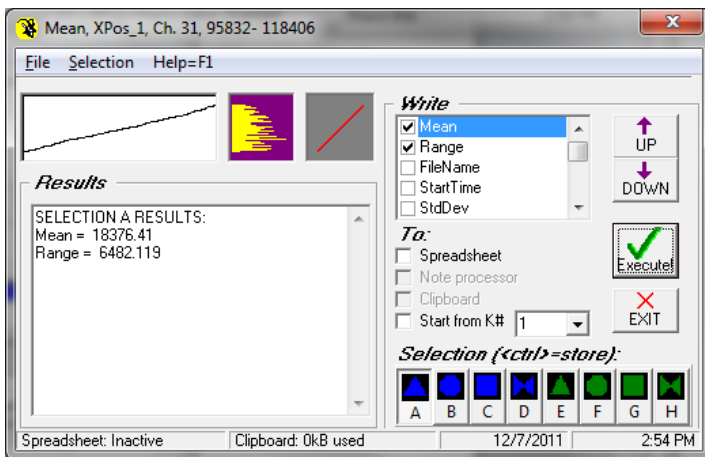 Mean, XPos_1, Ch. 31, 95832- 118406
File Selection Help=F1
Write
Mean
Range
FileName
StartTime
StdDev
UP
DOWN
Results
SELECTION A RESULTS:
Mean = 18376.41
Range = 6482.119
To:
Spreadsheet
Note processor
Clipboard
Start from K# 1
Execute!
EXIT
Selection (<ctrl>=store):
A B C D E F G H
Spreadsheet: Inactive Clipboard: 0kB used 12/7/2011 2:54 PM